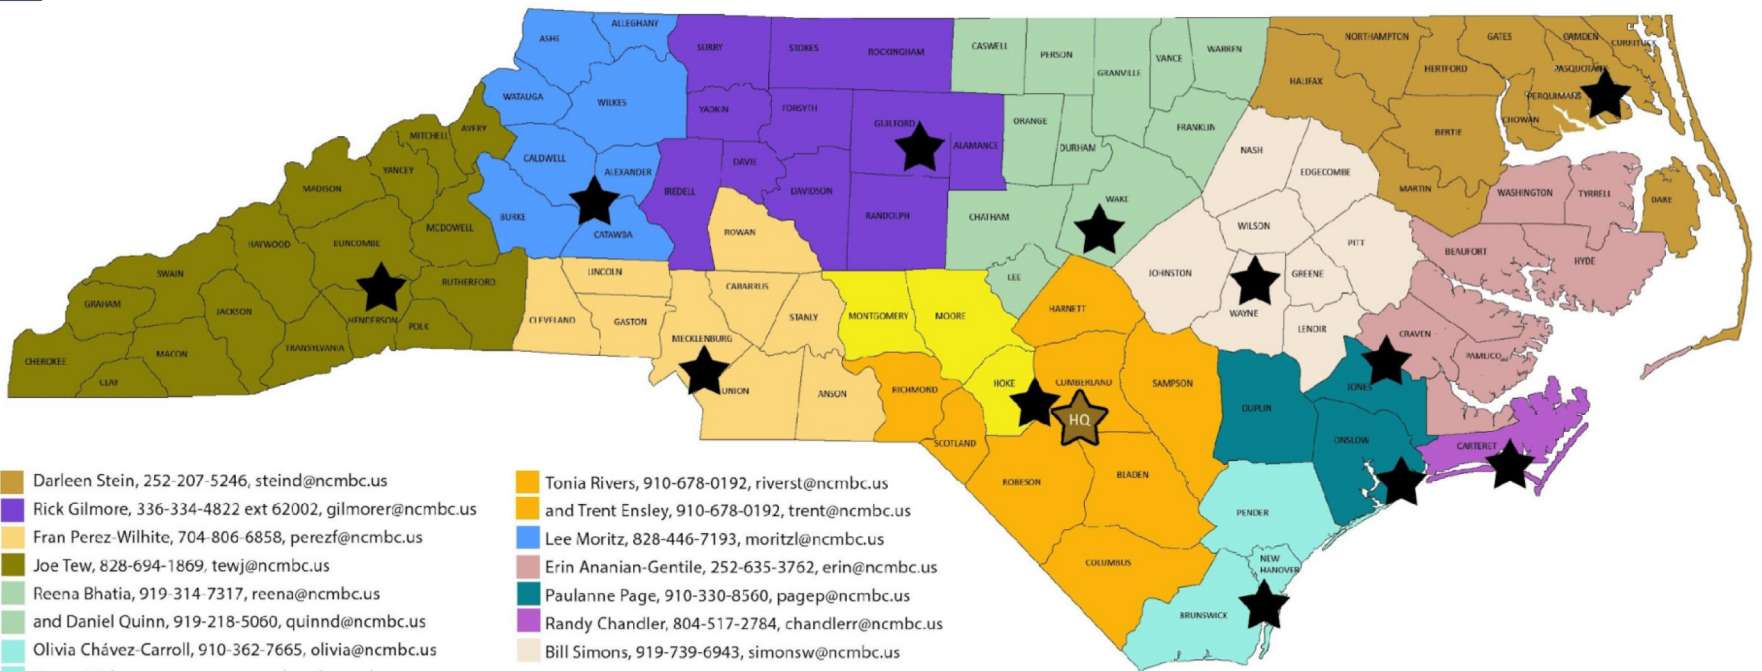 ASHE
ALLEGHANY
SURRY
STOKES
ROCKINGHAM
CASWELL
PERSON
GRANVILLE
VANCE
WARREN
NORTHAMPTON
GATES
CAMDEN
CURRITUCK
HALIFAX
HERTFORD
PASQUOTANK
PERQUIMANS
CHOWAN
BERTIE
WATAUGA
WILKES
YADKIN
FORSYTH
GUILFORD
ALAMANCE
ORANGE
DURHAM
FRANKLIN
NASH
EDGECOMBE
MARTIN
WASHINGTON
TYRRELL
DARE
MITCHELL
AVERY
YANCEY
MADISON
CALDWELL
ALEXANDER
IREDELL
DAVIE
DAVIDSON
RANDOLPH
CHATHAM
WAKE
WILSON
PITT
BEAUFORT
HYDE
BURKE
CATAWBA
ROWAN
MCDOWELL
BUNCOMBE
HAYWOOD
SWAIN
GRAHAM
JACKSON
RUTHERFORD
HENDERSON
POLK
TRANSYLVANIA
MACON
CHEROKEE
CLAY
LINCOLN
CLEVELAND
GASTON
CABARRUS
STANLY
MECKLENBURG
UNION
ANSON
MONTGOMERY
MOORE
LEE
HARNETT
JOHNSTON
GREENE
WAYNE
LENOIR
CRAVEN
PAMLICO
JONES
RICHMOND
HOKE
CUMBERLAND
HQ
SAMPSON
DUPLIN
ONSLOW
CARTERET
SCOTLAND
ROBESON
BLADEN
PENDER
COLUMBUS
NEW
HANOVER
BRUNSWICK
Darleen Stein, 252-207-5246, steind@ncmbc.us
Rick Gilmore, 336-334-4822 ext 62002, gilmorer@ncmbc.us
Fran Perez-Wilhite, 704-806-6858, perezf@ncmbc.us
Joe Tew, 828-694-1869, tewj@ncmbc.us
Reena Bhatia, 919-314-7317, reena@ncmbc.us
and Daniel Quinn, 919-218-5060, quinnd@ncmbc.us
Olivia Chávez-Carroll, 910-362-7665, olivia@ncmbc.us
Tonia Rivers, 910-678-0192, riverst@ncmbc.us
and Trent Ensley, 910-678-0192, trent@ncmbc.us
Lee Moritz, 828-446-7193, moritzl@ncmbc.us
Erin Ananian-Gentile, 252-635-3762, erin@ncmbc.us
Paulanne Page, 910-330-8560, pagep@ncmbc.us
Randy Chandler, 804-517-2784, chandlerr@ncmbc.us
Bill Simons, 919-739-6943, simonsw@ncmbc.us